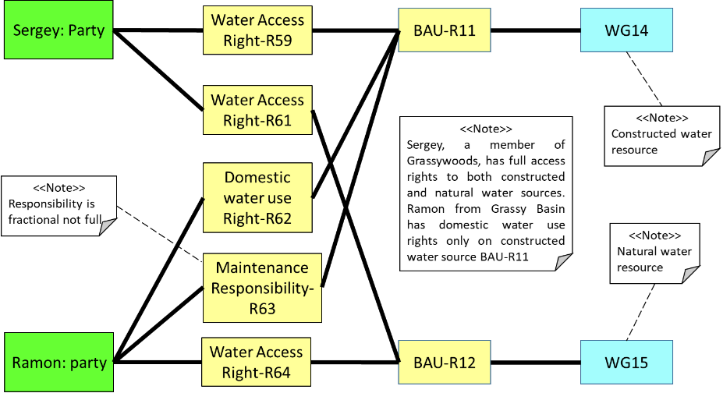 Sergey: Party
Water Access
Right-R59
BAU-R11
WG14
Water Access
Right-R61
<<Note>>
Constructed water
resource
<<Note>>
Sergey, a member of
Grassywoods, has full access
rights to both constructed
and natural water sources.
Ramon from Grassy Basin
has domestic water use
rights only on constructed
water source BAU-R11
Domestic
water use
Right-R62
<<Note>>
Responsibility is
fractional not full
<<Note>>
Natural water
resource
Maintenance
Responsibility-
R63
Ramon: party
Water Access
Right-R64
BAU-R12
WG15